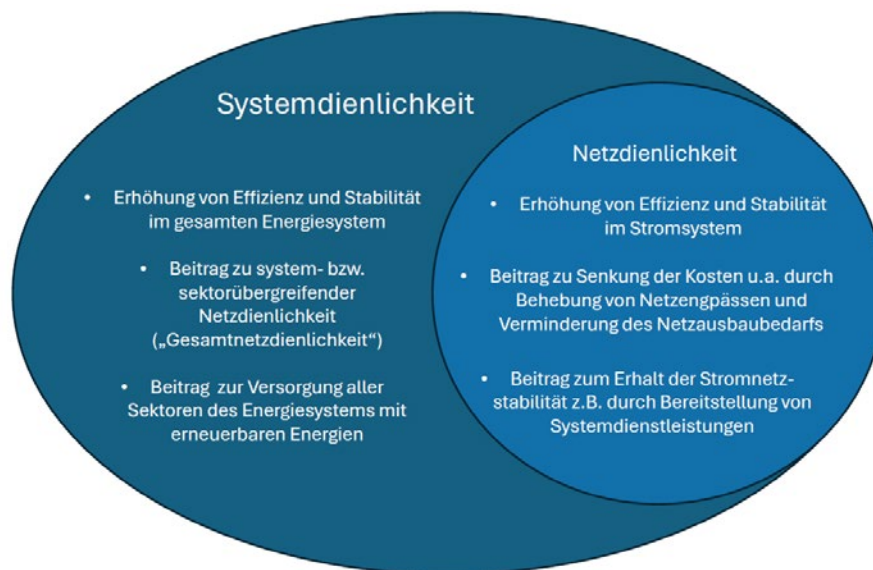 Systemdienlichkeit
• Erhöhung von Effizienz und Stabilität
im gesamten Energiesystem
• Beitrag zu system- bzw.
sektorübergreifender
Netzdienlichkeit
(„Gesamtnetzdienlichkeit“)
• Beitrag zur Versorgung aller
Sektoren des Energiesystems mit
erneuerbaren Energien
Netzdienlichkeit
• Erhöhung von Effizienz und Stabilität
im Stromsystem
• Beitrag zu Senkung der Kosten u.a. durch
Behebung von Netzengpässen und
Verminderung des Netzausbaubedarfs
• Beitrag zum Erhalt der Stromnetz-
stabilität z.B. durch Bereitstellung von
Systemdienstleistungen